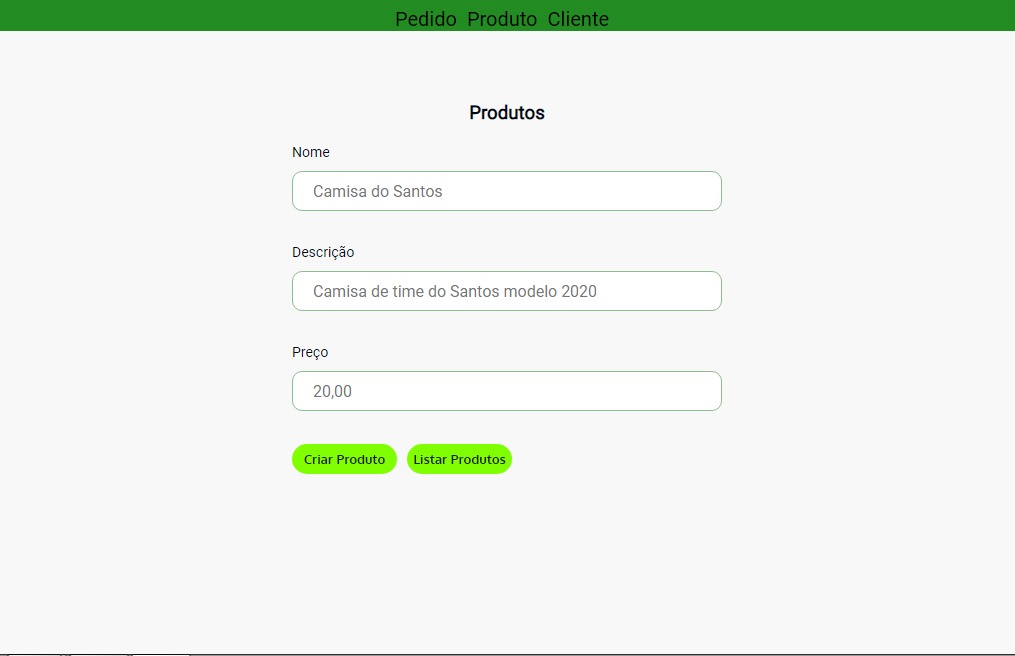 Pedido Produto Cliente
Produtos
Nome
Camisa do Santos
Descrição
Camisa de time do Santos modelo 2020
Preço
20,00
Criar Produto Listar Produtos